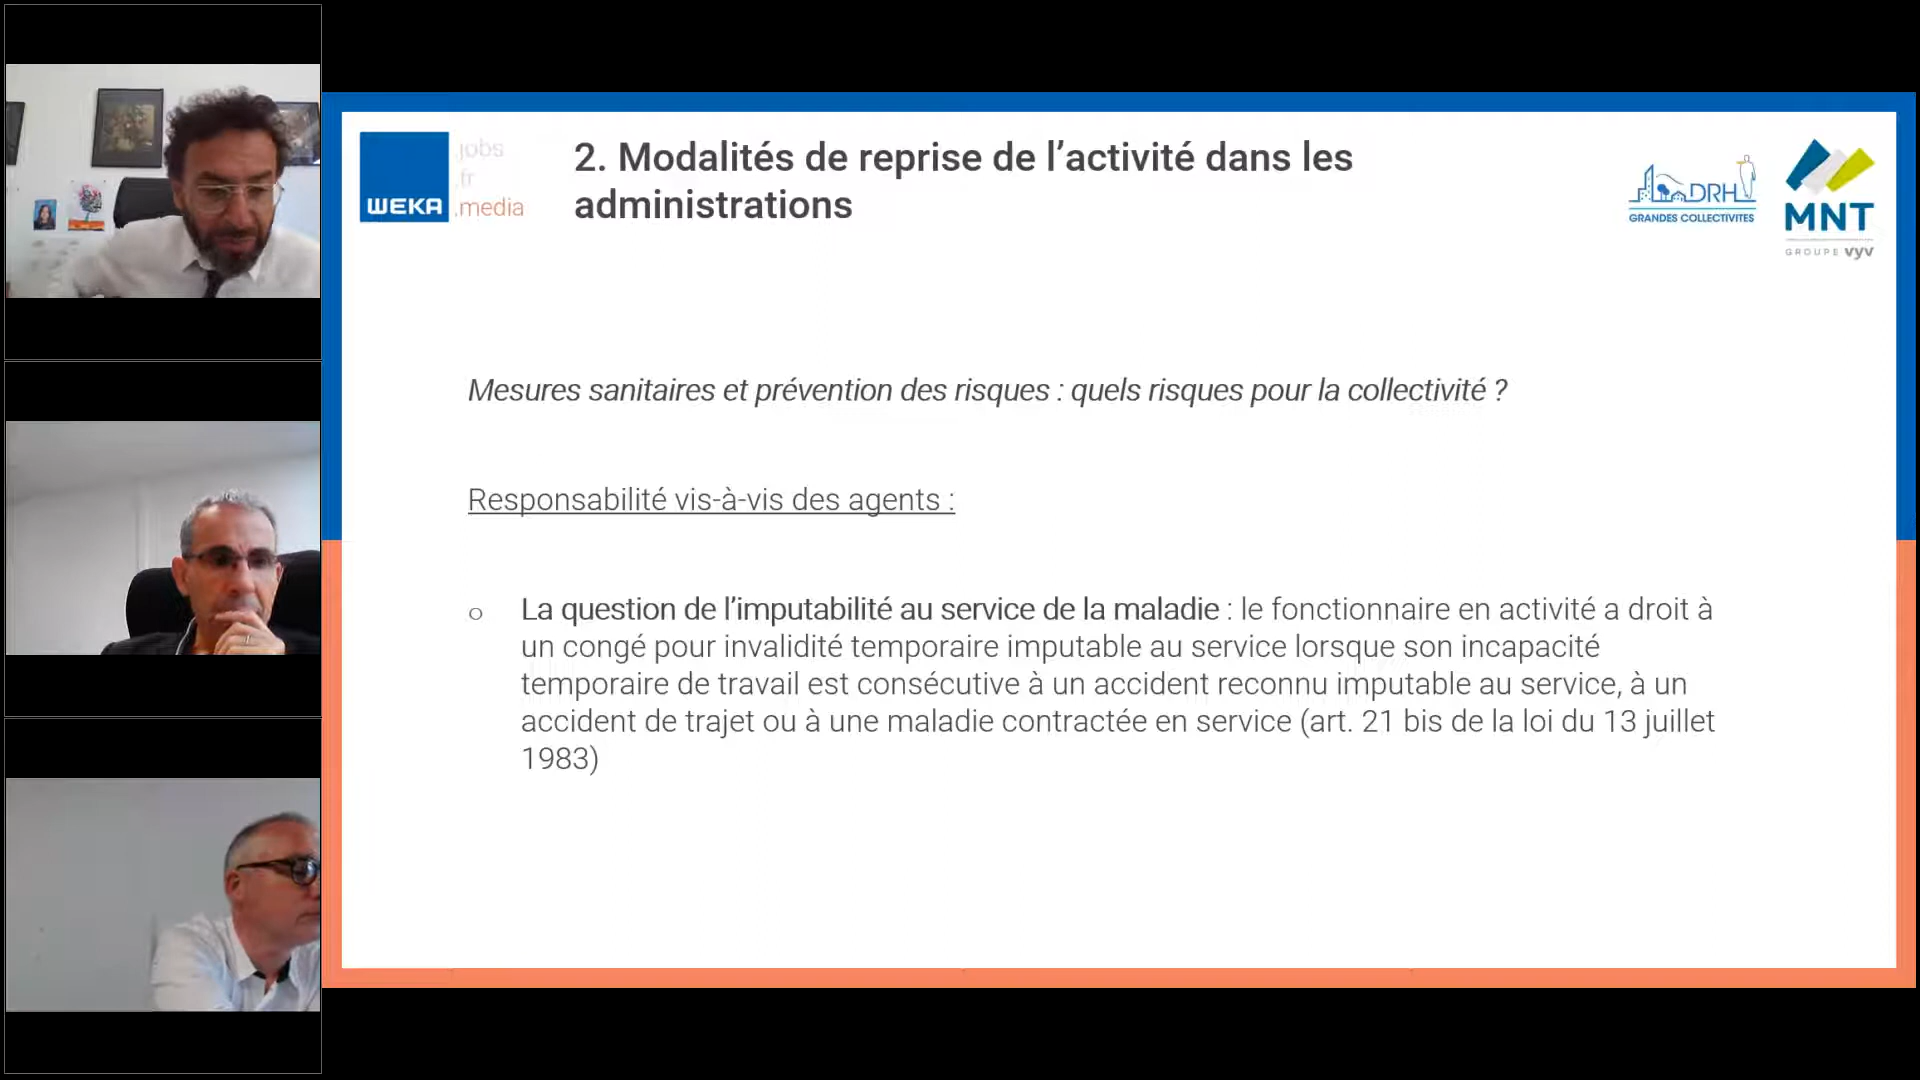 WEKA
.jobs
.fr
.media
2. Modalités de reprise de l’activité dans les
administrations
DRH
GRANDES COLLECTIVITES
MNT
GROUPE vyv
Mesures sanitaires et prévention des risques : quels risques pour la collectivité ?
Responsabilité vis-à-vis des agents :
o La question de l’imputabilité au service de la maladie : le fonctionnaire en activité a droit à
un congé pour invalidité temporaire imputable au service lorsque son incapacité
temporaire de travail est consécutive à un accident reconnu imputable au service, à un
accident de trajet ou à une maladie contractée en service (art. 21 bis de la loi du 13 juillet
1983)